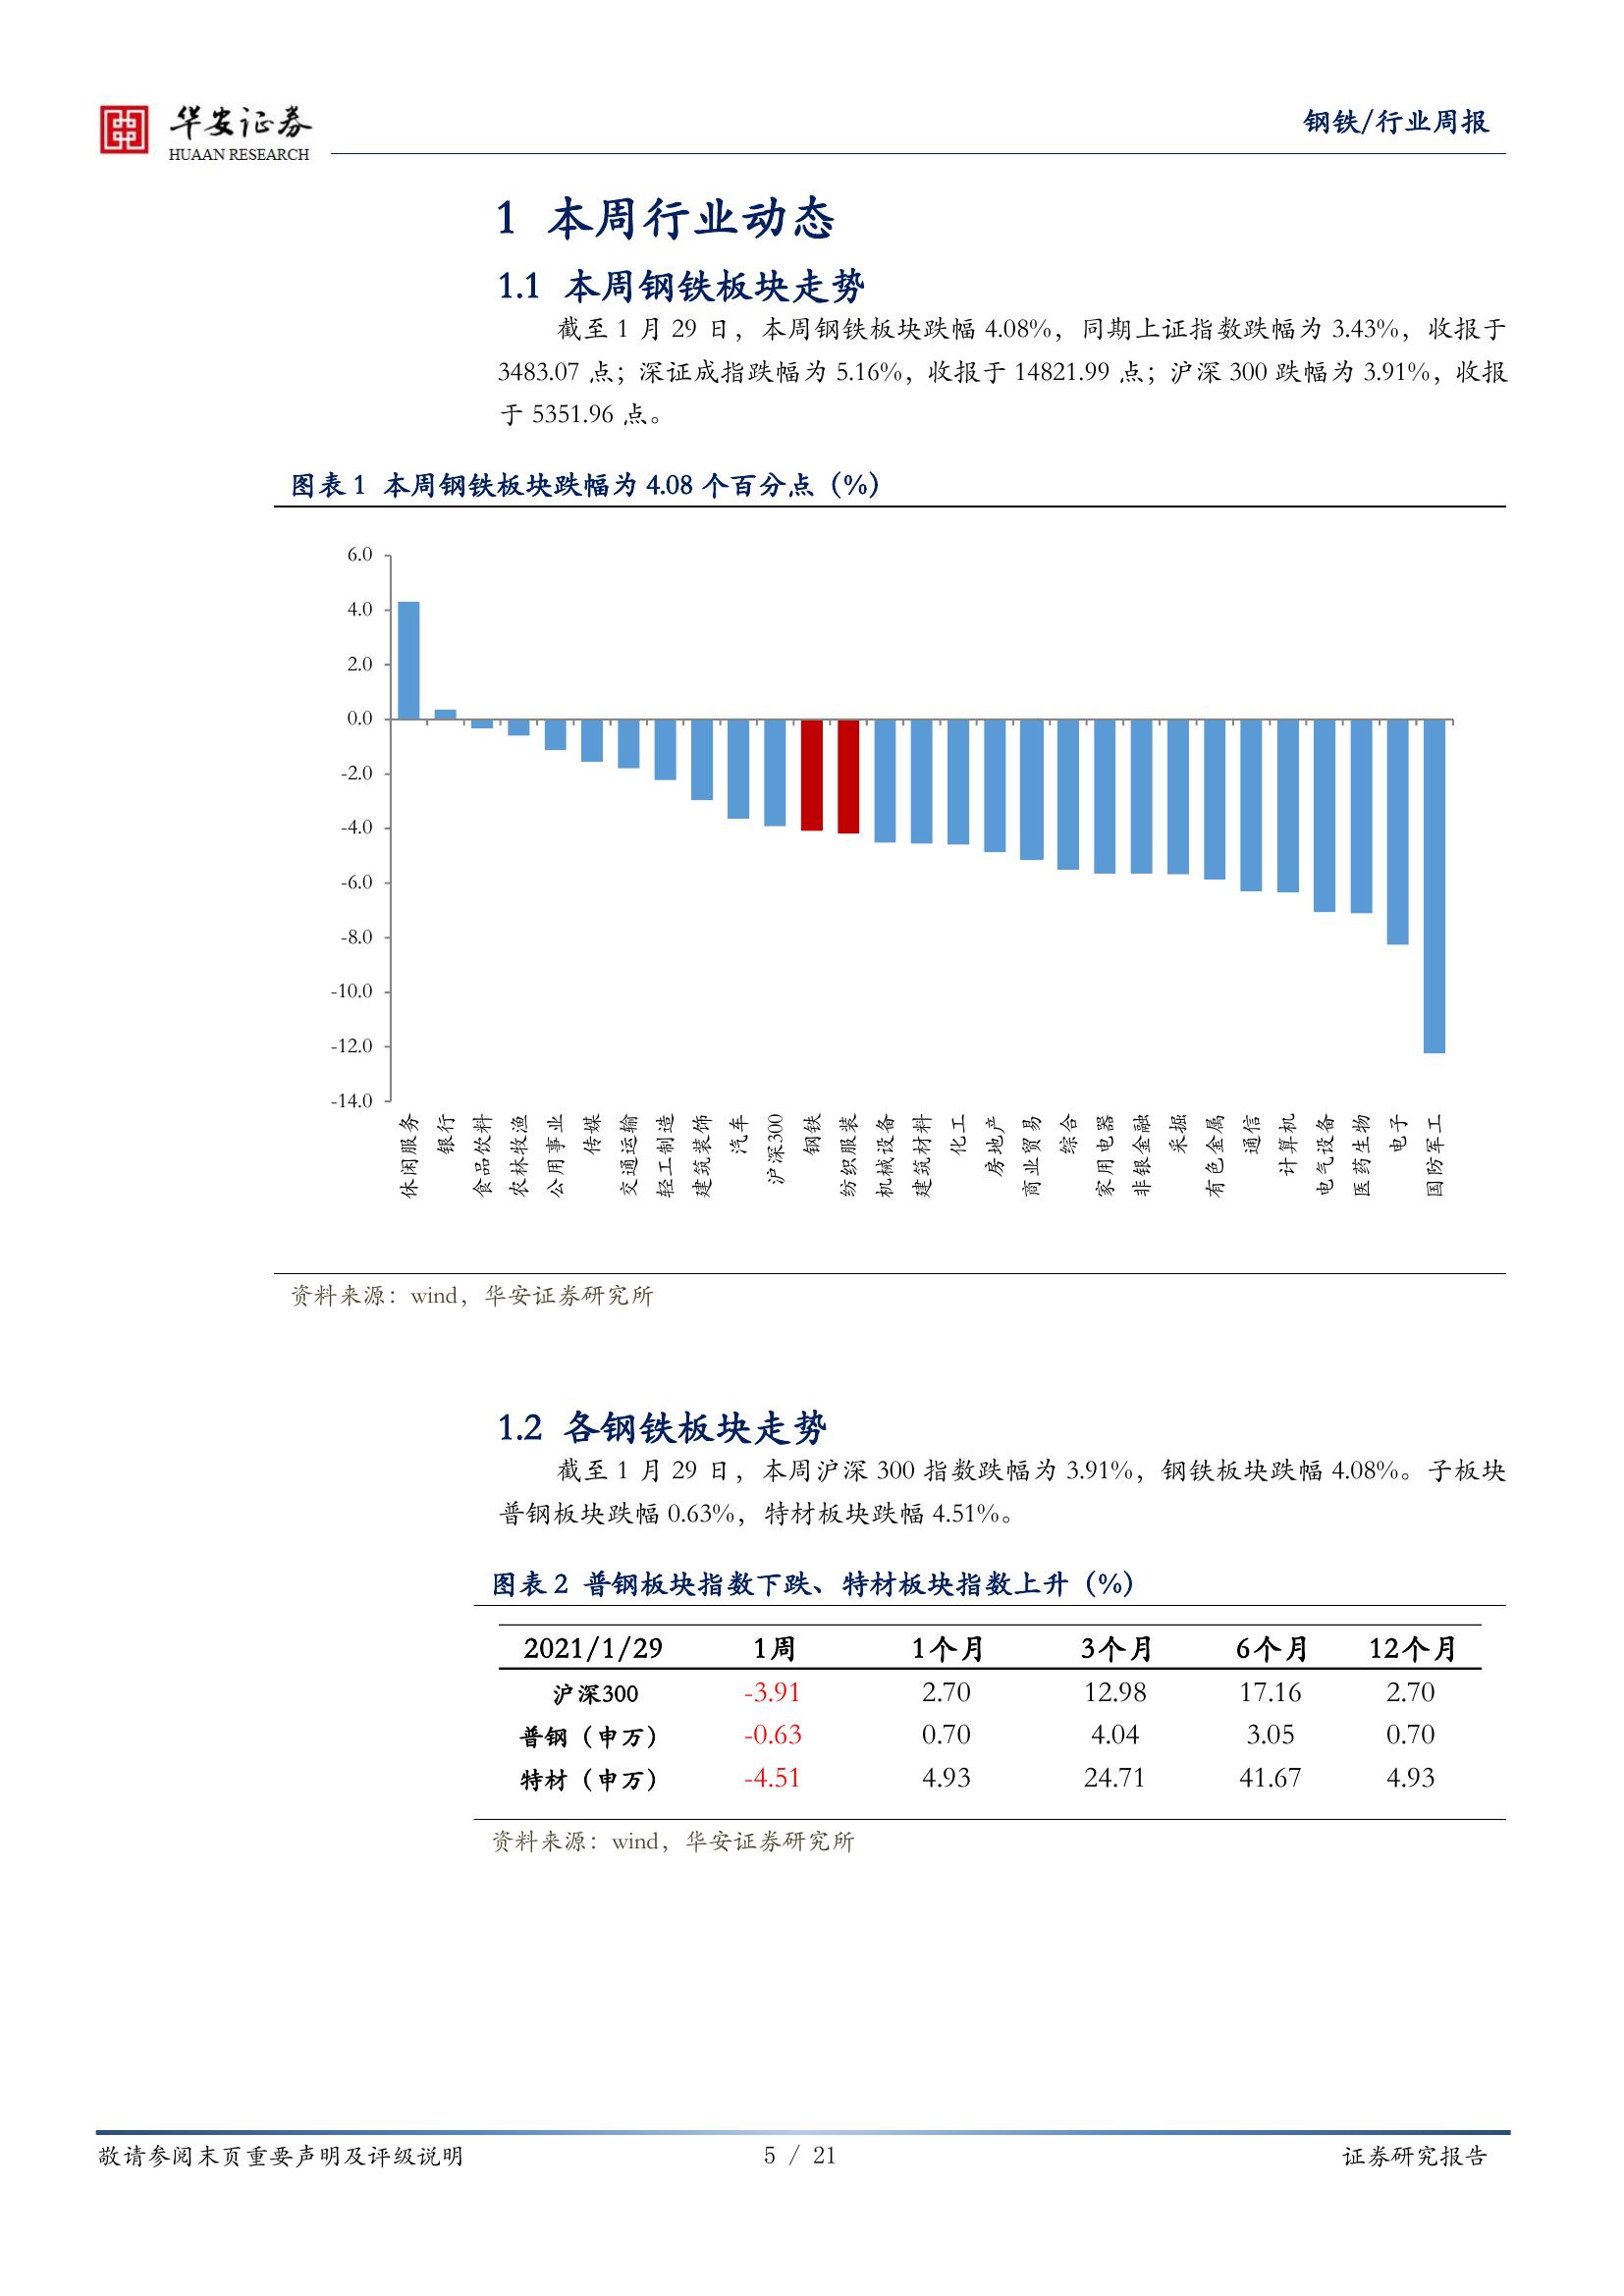 华安证券
HUAAN RESEARCH
钢铁/行业周报
1 本周行业动态
1.1 本周钢铁板块走势
截至 1 月 29 日，本周钢铁板块跌幅 4.08%，同期上证指数跌幅为 3.43%，收报于
3483.07 点；深证成指跌幅为 5.16%，收报于 14821.99 点；沪深 300 跌幅为 3.91%，收报
于 5351.96 点。
图表 1 本周钢铁板块跌幅为 4.08 个百分点（%）
6.0
4.0
2.0
0.0
-2.0
-4.0
-6.0
-8.0
-10.0
-12.0
-14.0
休闲服务
银行
食品饮料
农林牧渔
公用事业
传媒
交通运输
轻工制造
建筑装饰
汽车
沪深300
钢铁
纺织服装
机械设备
建筑材料
化工
房地产
商业贸易
综合
家用电器
非银金融
采掘
有色金属
通信
计算机
电气设备
医药生物
电子
国防军工
资料来源：wind，华安证券研究所
1.2 各钢铁板块走势
截至 1 月 29 日，本周沪深 300 指数跌幅为 3.91%，钢铁板块跌幅 4.08%。子板块
普钢板块跌幅 0.63%，特材板块跌幅 4.51%。
图表 2 普钢板块指数下跌、特材板块指数上升（%）
2021/1/29 1周 1个月 3个月 6个月 12个月
沪深300 -3.91 2.70 12.98 17.16 2.70
普钢（申万） -0.63 0.70 4.04 3.05 0.70
特材（申万） -4.51 4.93 24.71 41.67 4.93
资料来源：wind，华安证券研究所
敬请参阅末页重要声明及评级说明 5 / 21 证券研究报告